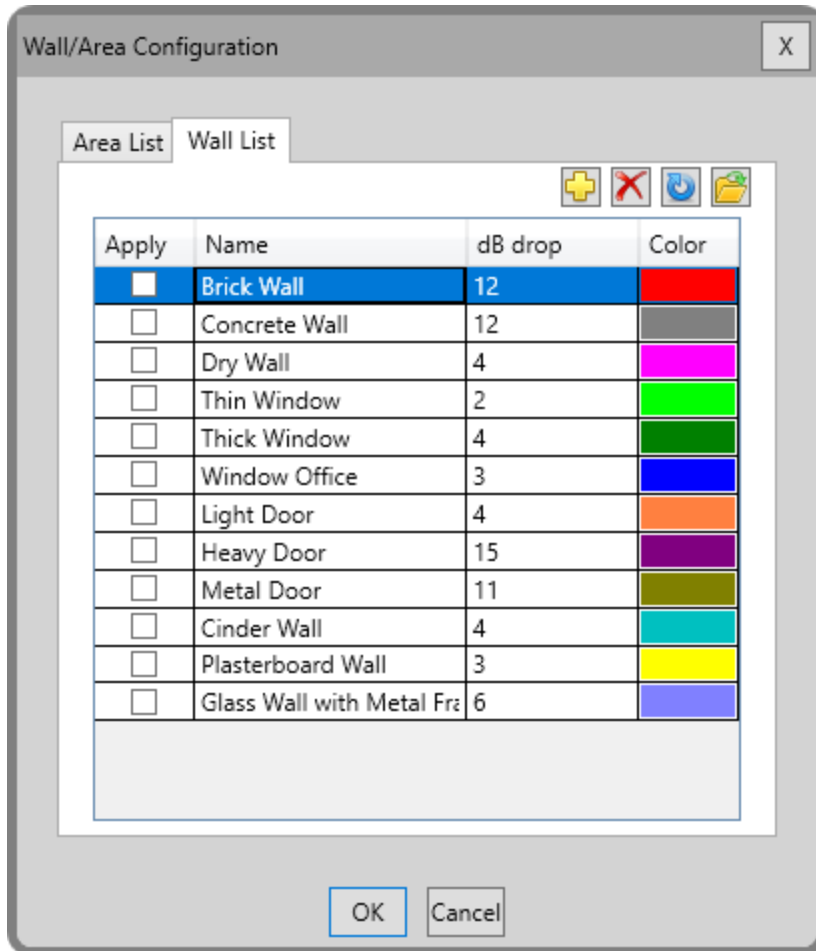 Wall/Area Configuration X
Area List Wall List
Apply Name dB drop Color
Brick Wall 12
Concrete Wall 12
Dry Wall 4
Thin Window 2
Thick Window 4
Window Office 3
Light Door 4
Heavy Door 15
Metal Door 11
Cinder Wall 4
Plasterboard Wall 3
Glass Wall with Metal Fra 6
OK Cancel